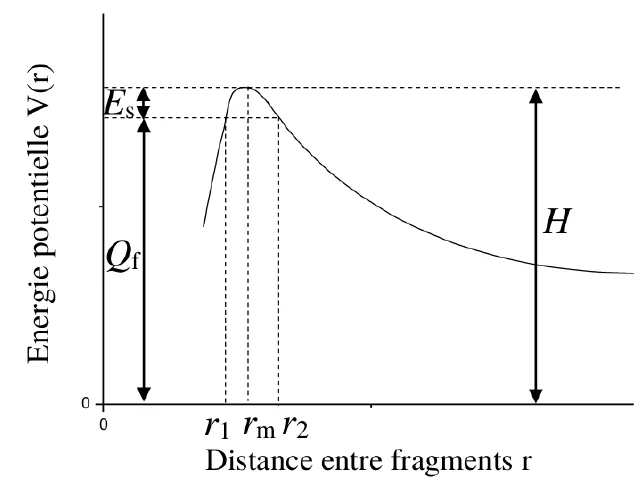 Energie potentielle V(r)
Es
Qf
H
0
0
r1 rm r2
Distance entre fragments r